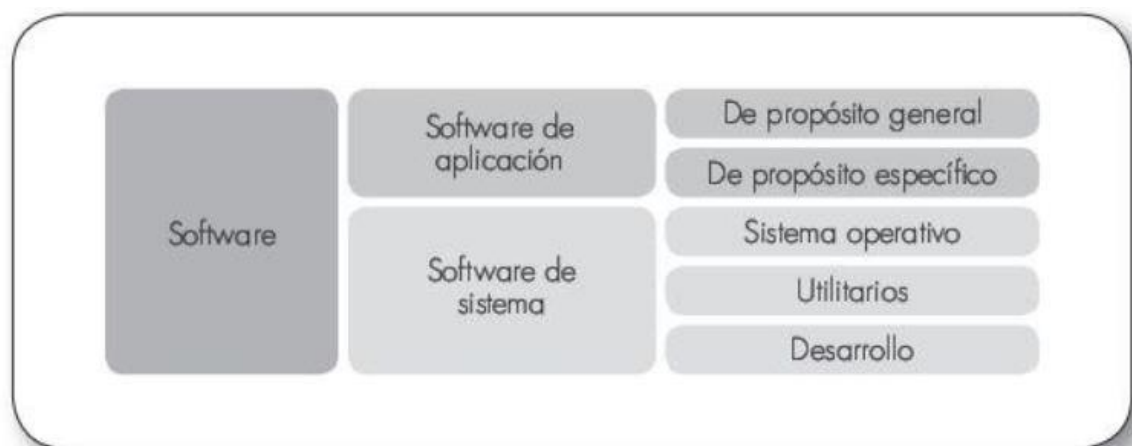 Software
Software de
aplicación
Software de
sistema
De propósito general
De propósito específico
Sistema operativo
Utilitarios
Desarrollo